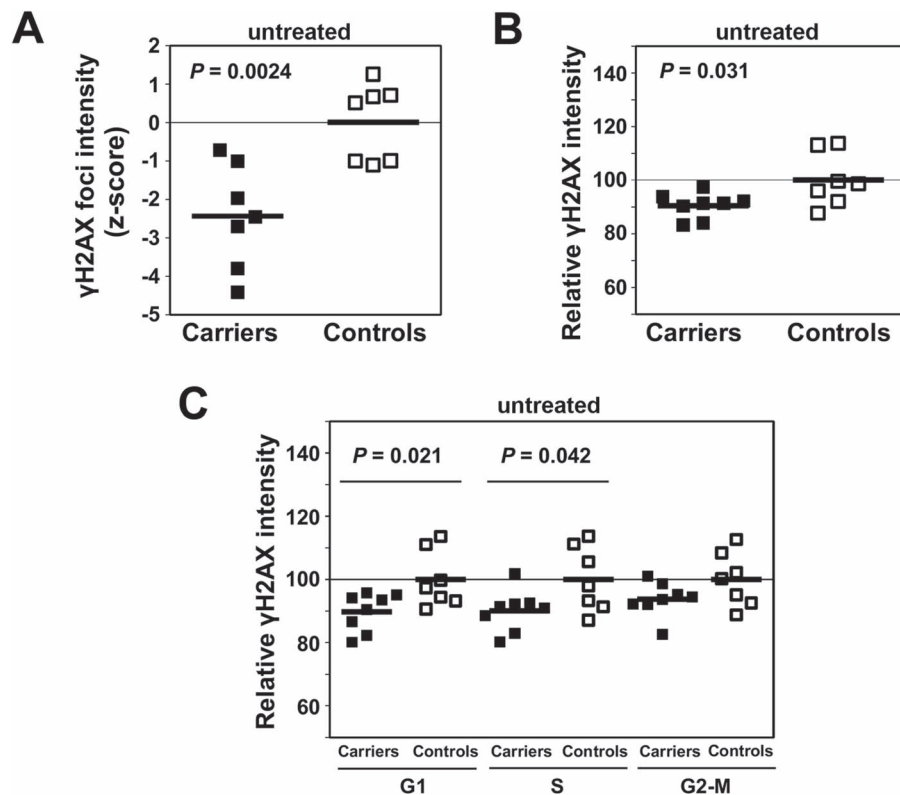 A
untreated
P = 0.0024
γH2AX foci intensity
(z-score)
2
1
0
-1
-2
-3
-4
-5
Carriers Controls
B
untreated
P = 0.031
Relative γH2AX intensity
140
120
100
80
60
Carriers Controls
C
untreated
P = 0.021 P = 0.042
Relative γH2AX intensity
140
120
100
80
60
Carriers Controls Carriers Controls Carriers Controls
G1 S G2-M